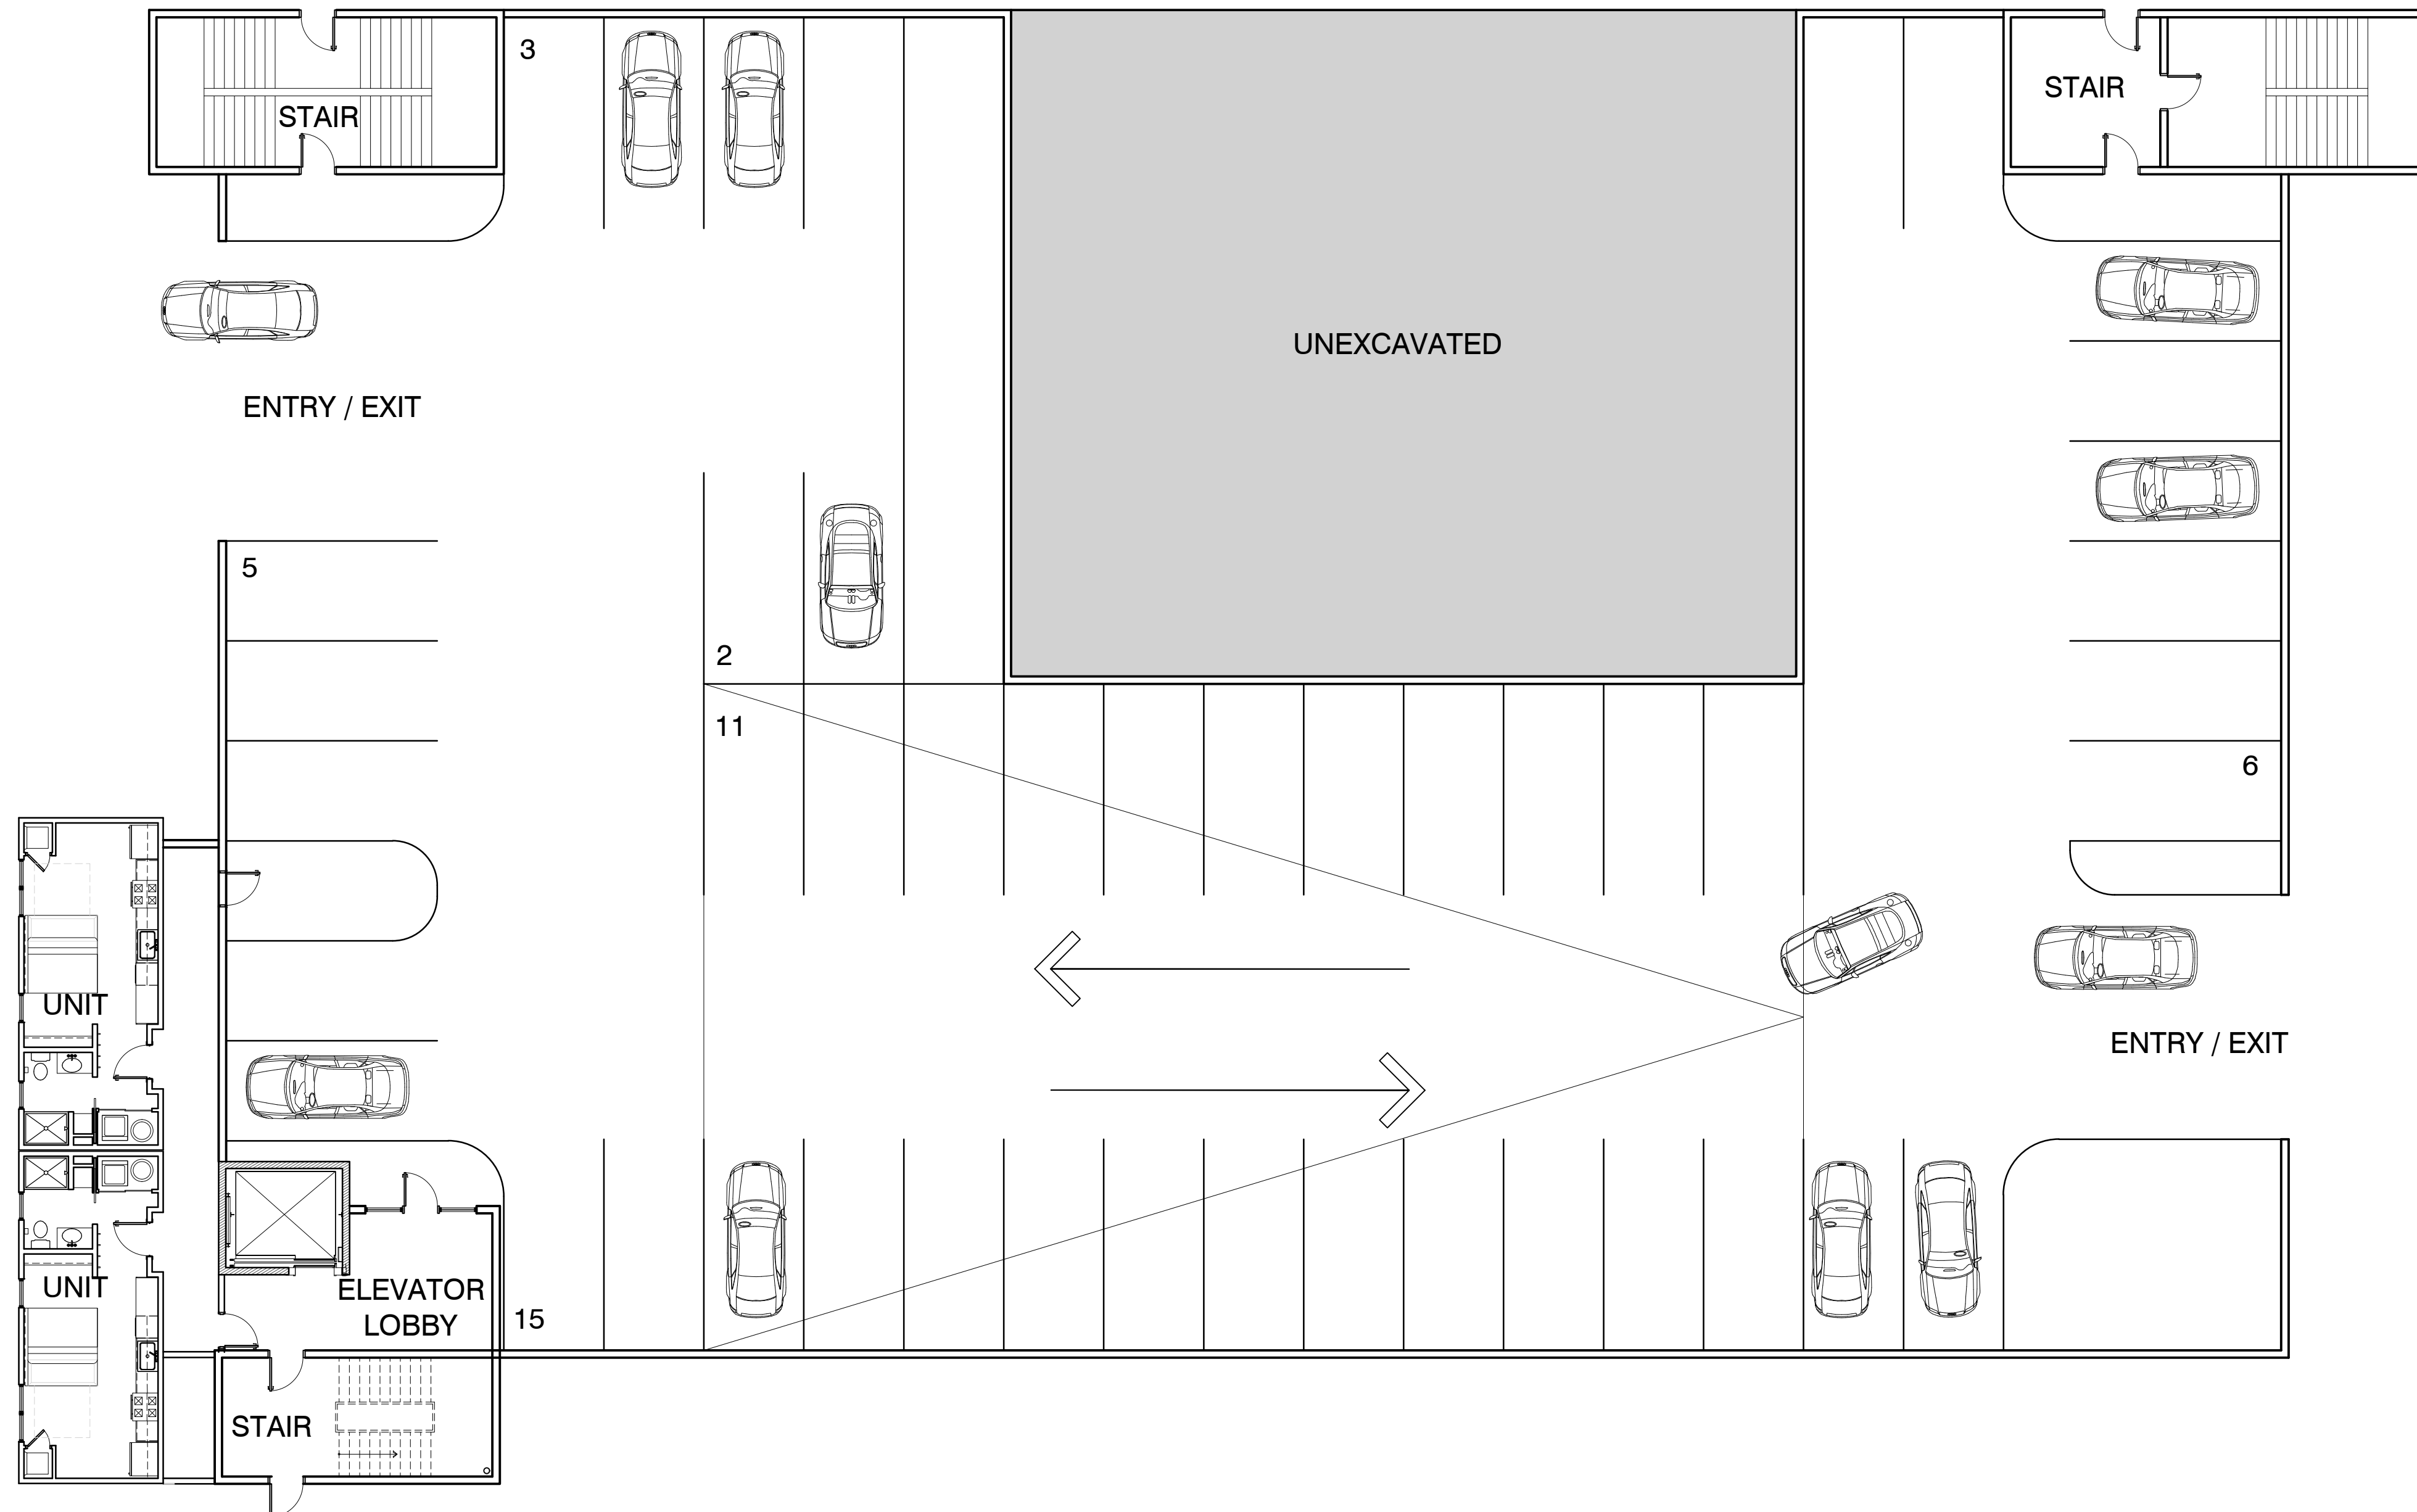 3
STAIR
STAIR
UNEXCAVATED
ENTRY / EXIT
5
2
11
6
UNIT
ENTRY / EXIT
UNIT
ELEVATOR
LOBBY
15
STAIR